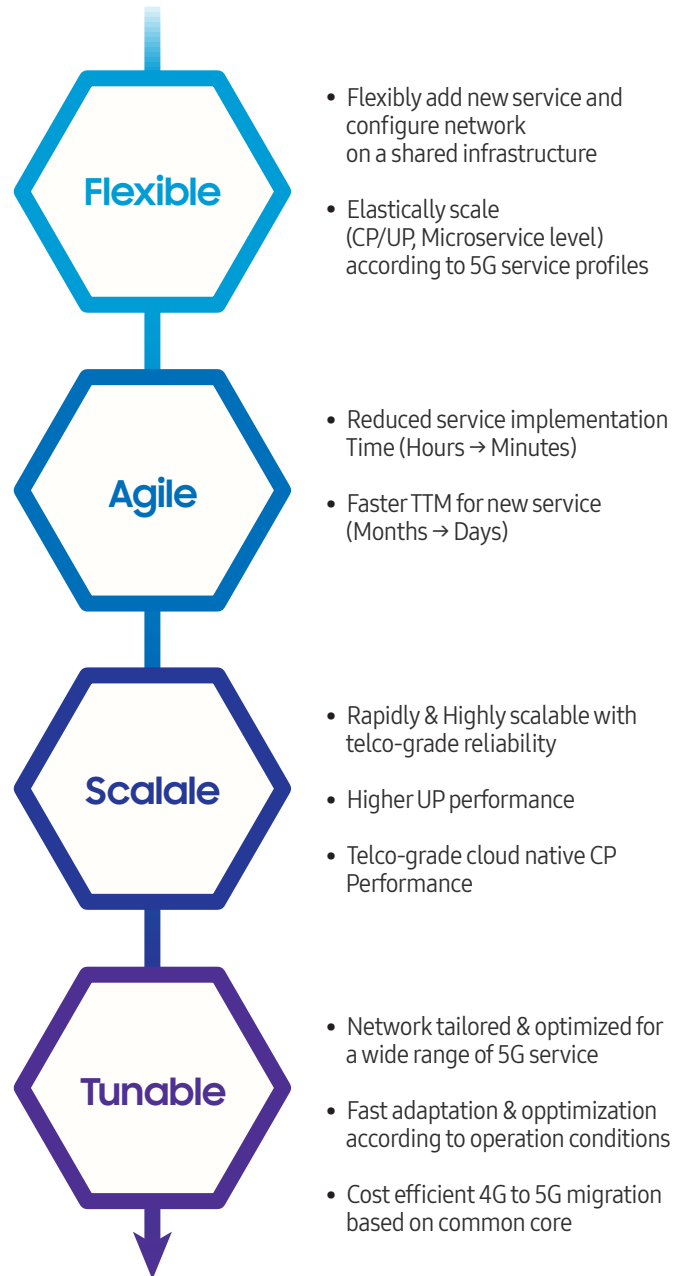 Flexible
• Flexibly add new service and
configure network
on a shared infrastructure
• Elastically scale
(CP/UP, Microservice level)
according to 5G service profiles
Agile
• Reduced service implementation
Time (Hours → Minutes)
• Faster TTM for new service
(Months → Days)
Scalale
• Rapidly & Highly scalable with
telco-grade reliability
• Higher UP performance
• Telco-grade cloud native CP
Performance
Tunable
• Network tailored & optimized for
a wide range of 5G service
• Fast adaptation & opptimization
according to operation conditions
• Cost efficient 4G to 5G migration
based on common core